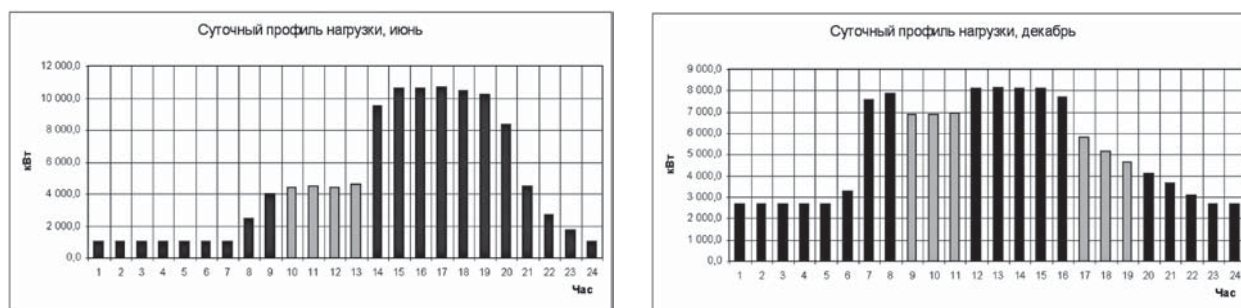 Суточный профиль нагрузки, июнь
кВт
12 000,0
10 000,0
8 000,0
6 000,0
4 000,0
2 000,0
0,0
1 2 3 4 5 6 7 8 9 10 11 12 13 14 15 16 17 18 19 20 21 22 23 24
Час
Суточный профиль нагрузки, декабрь
кВт
9 000,0
8 000,0
7 000,0
6 000,0
5 000,0
4 000,0
3 000,0
2 000,0
1 000,0
0,0
1 2 3 4 5 6 7 8 9 10 11 12 13 14 15 16 17 18 19 20 21 22 23 24
Час